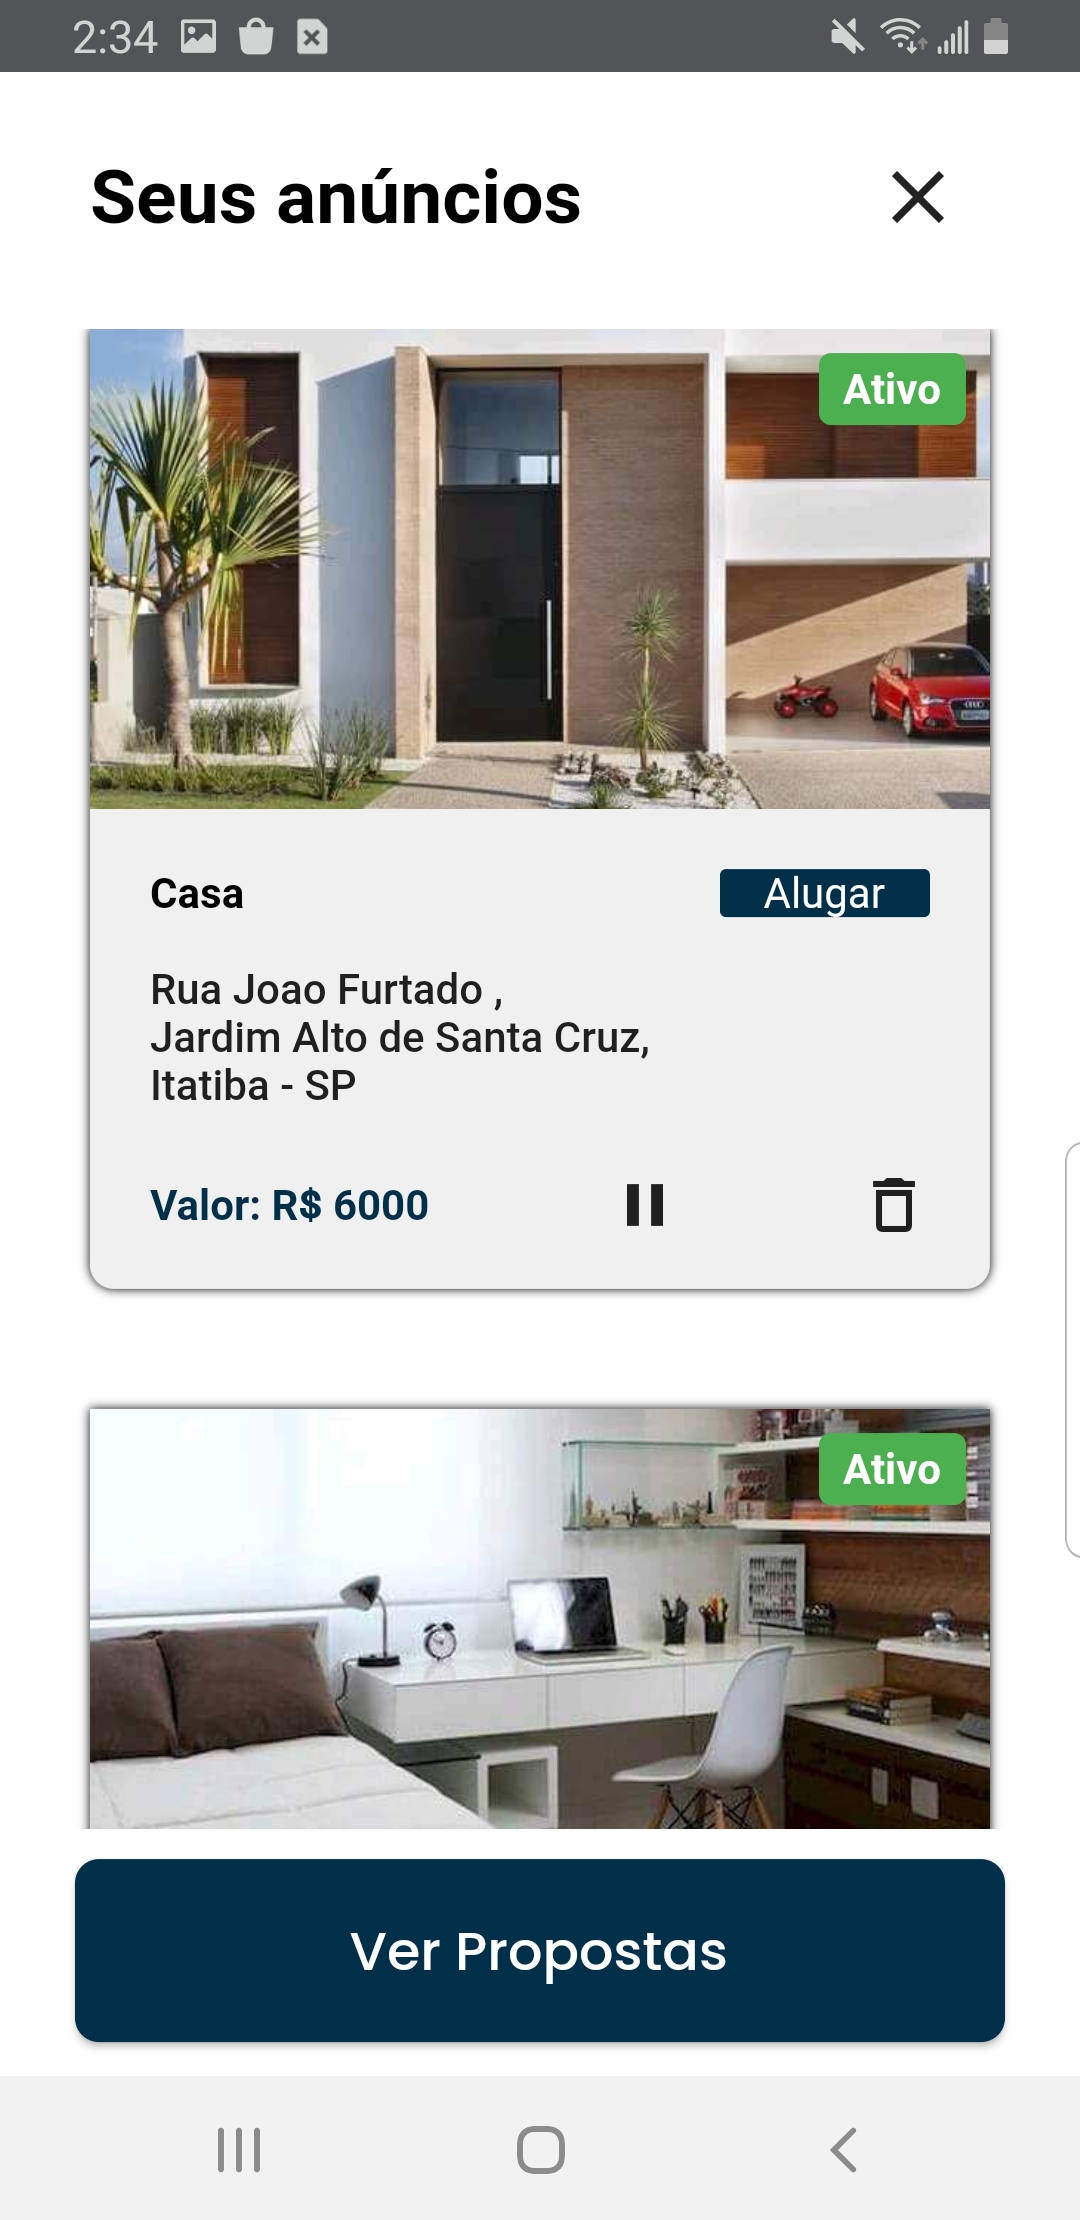 2:34
Seus anúncios
Ativo
Casa
Alugar
Rua Joao Furtado ,
Jardim Alto de Santa Cruz,
Itatiba - SP
Valor: R$ 6000
Ativo
Ver Propostas